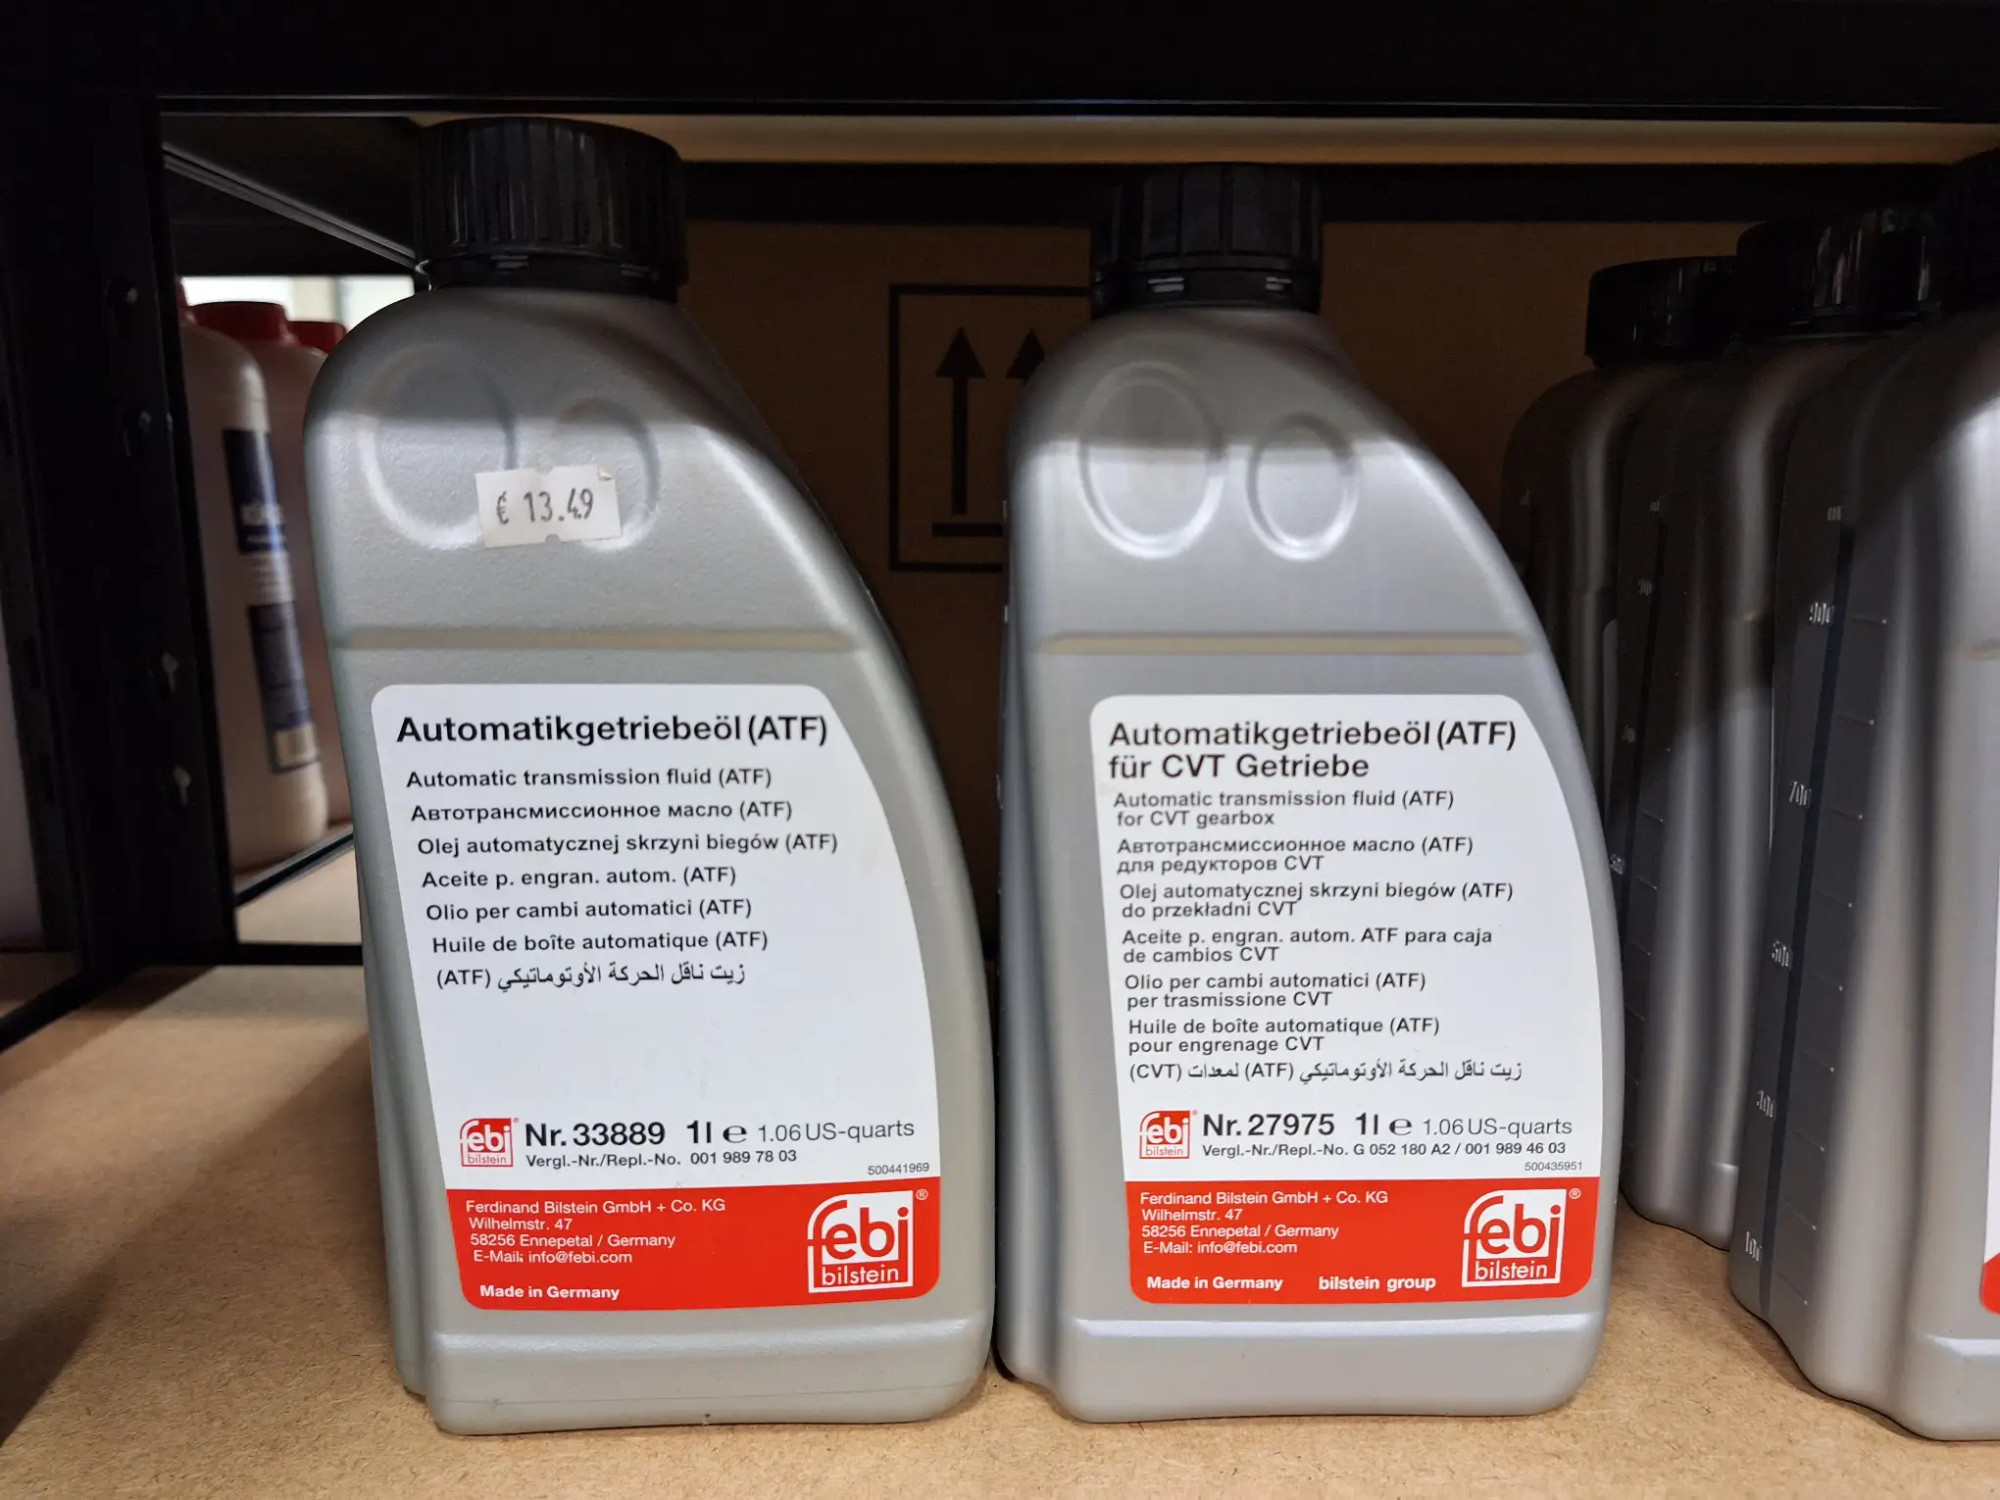 € 13.49
Automatikgetriebeöl (ATF)
Automatic transmission fluid (ATF)
Автотрансмиссионное масло (ATF)
Olej automatycznej skrzyni biegów (ATF)
Aceite p. engran. autom. (ATF)
Olio per cambi automatici (ATF)
Huile de boîte automatique (ATF)
زيت ناقل الحركة الأوتوماتيكي (ATF)
febi
bilstein
Nr. 33889 1l e 1.06 US-quarts
Vergl.-Nr./Repl.-No. 001 989 78 03
500441969
Ferdinand Bilstein GmbH + Co. KG
Wilhelmstr. 47
58256 Ennepetal / Germany
E-Mail: info@febi.com
Made in Germany
febi®
bilstein
Automatikgetriebeöl (ATF)
für CVT Getriebe
Automatic transmission fluid (ATF)
for CVT gearbox
Автотрансмиссионное масло (ATF)
для редукторов CVT
Olej automatycznej skrzyni biegów (ATF)
do przekładni CVT
Aceite p. engran. autom. ATF para caja
de cambios CVT
Olio per cambi automatici (ATF)
per trasmissione CVT
Huile de boîte automatique (ATF)
pour engrenage CVT
زيت ناقل الحركة الأوتوماتيكي (ATF) لمعدات (CVT)
febi
bilstein
Nr. 27975 1l e 1.06 US-quarts
Vergl.-Nr./Repl.-No. G 052 180 A2 / 001 989 46 03
500435951
Ferdinand Bilstein GmbH + Co. KG
Wilhelmstr. 47
58256 Ennepetal / Germany
E-Mail: info@febi.com
Made in Germany bilstein group
febi®
bilstein
900
700